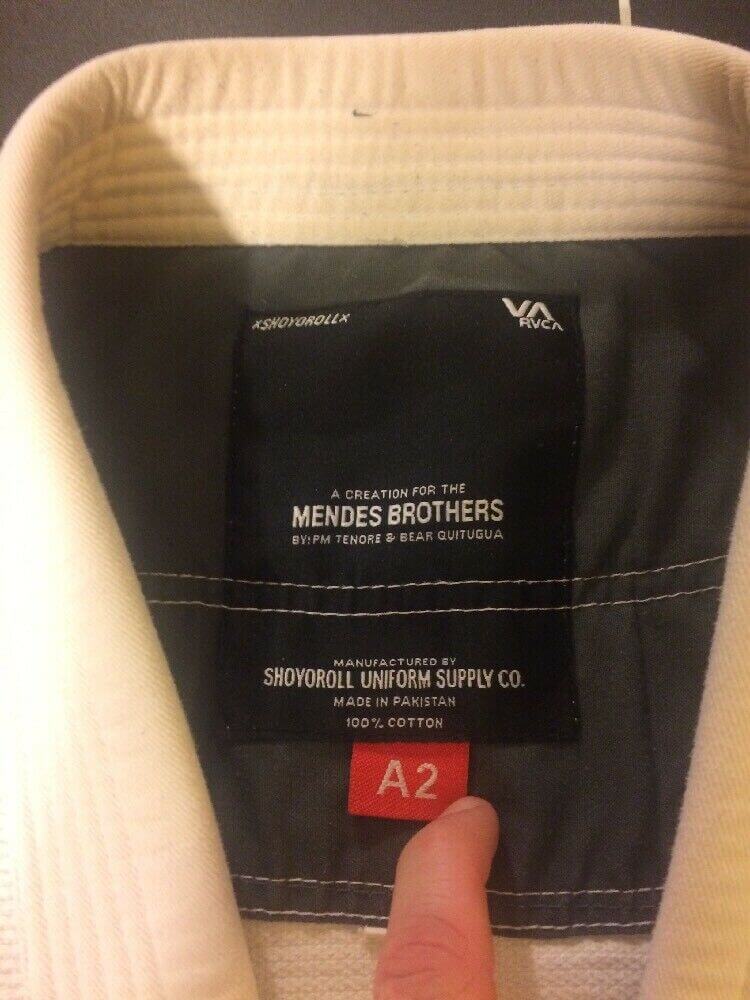 xSHOYOROLLx
VA
RVCA
A CREATION FOR THE
MENDES BROTHERS
BY: PM TENORE & BEAR QUITUGUA
MANUFACTURED BY
SHOYOROLL UNIFORM SUPPLY CO.
MADE IN PAKISTAN
100% COTTON
A2